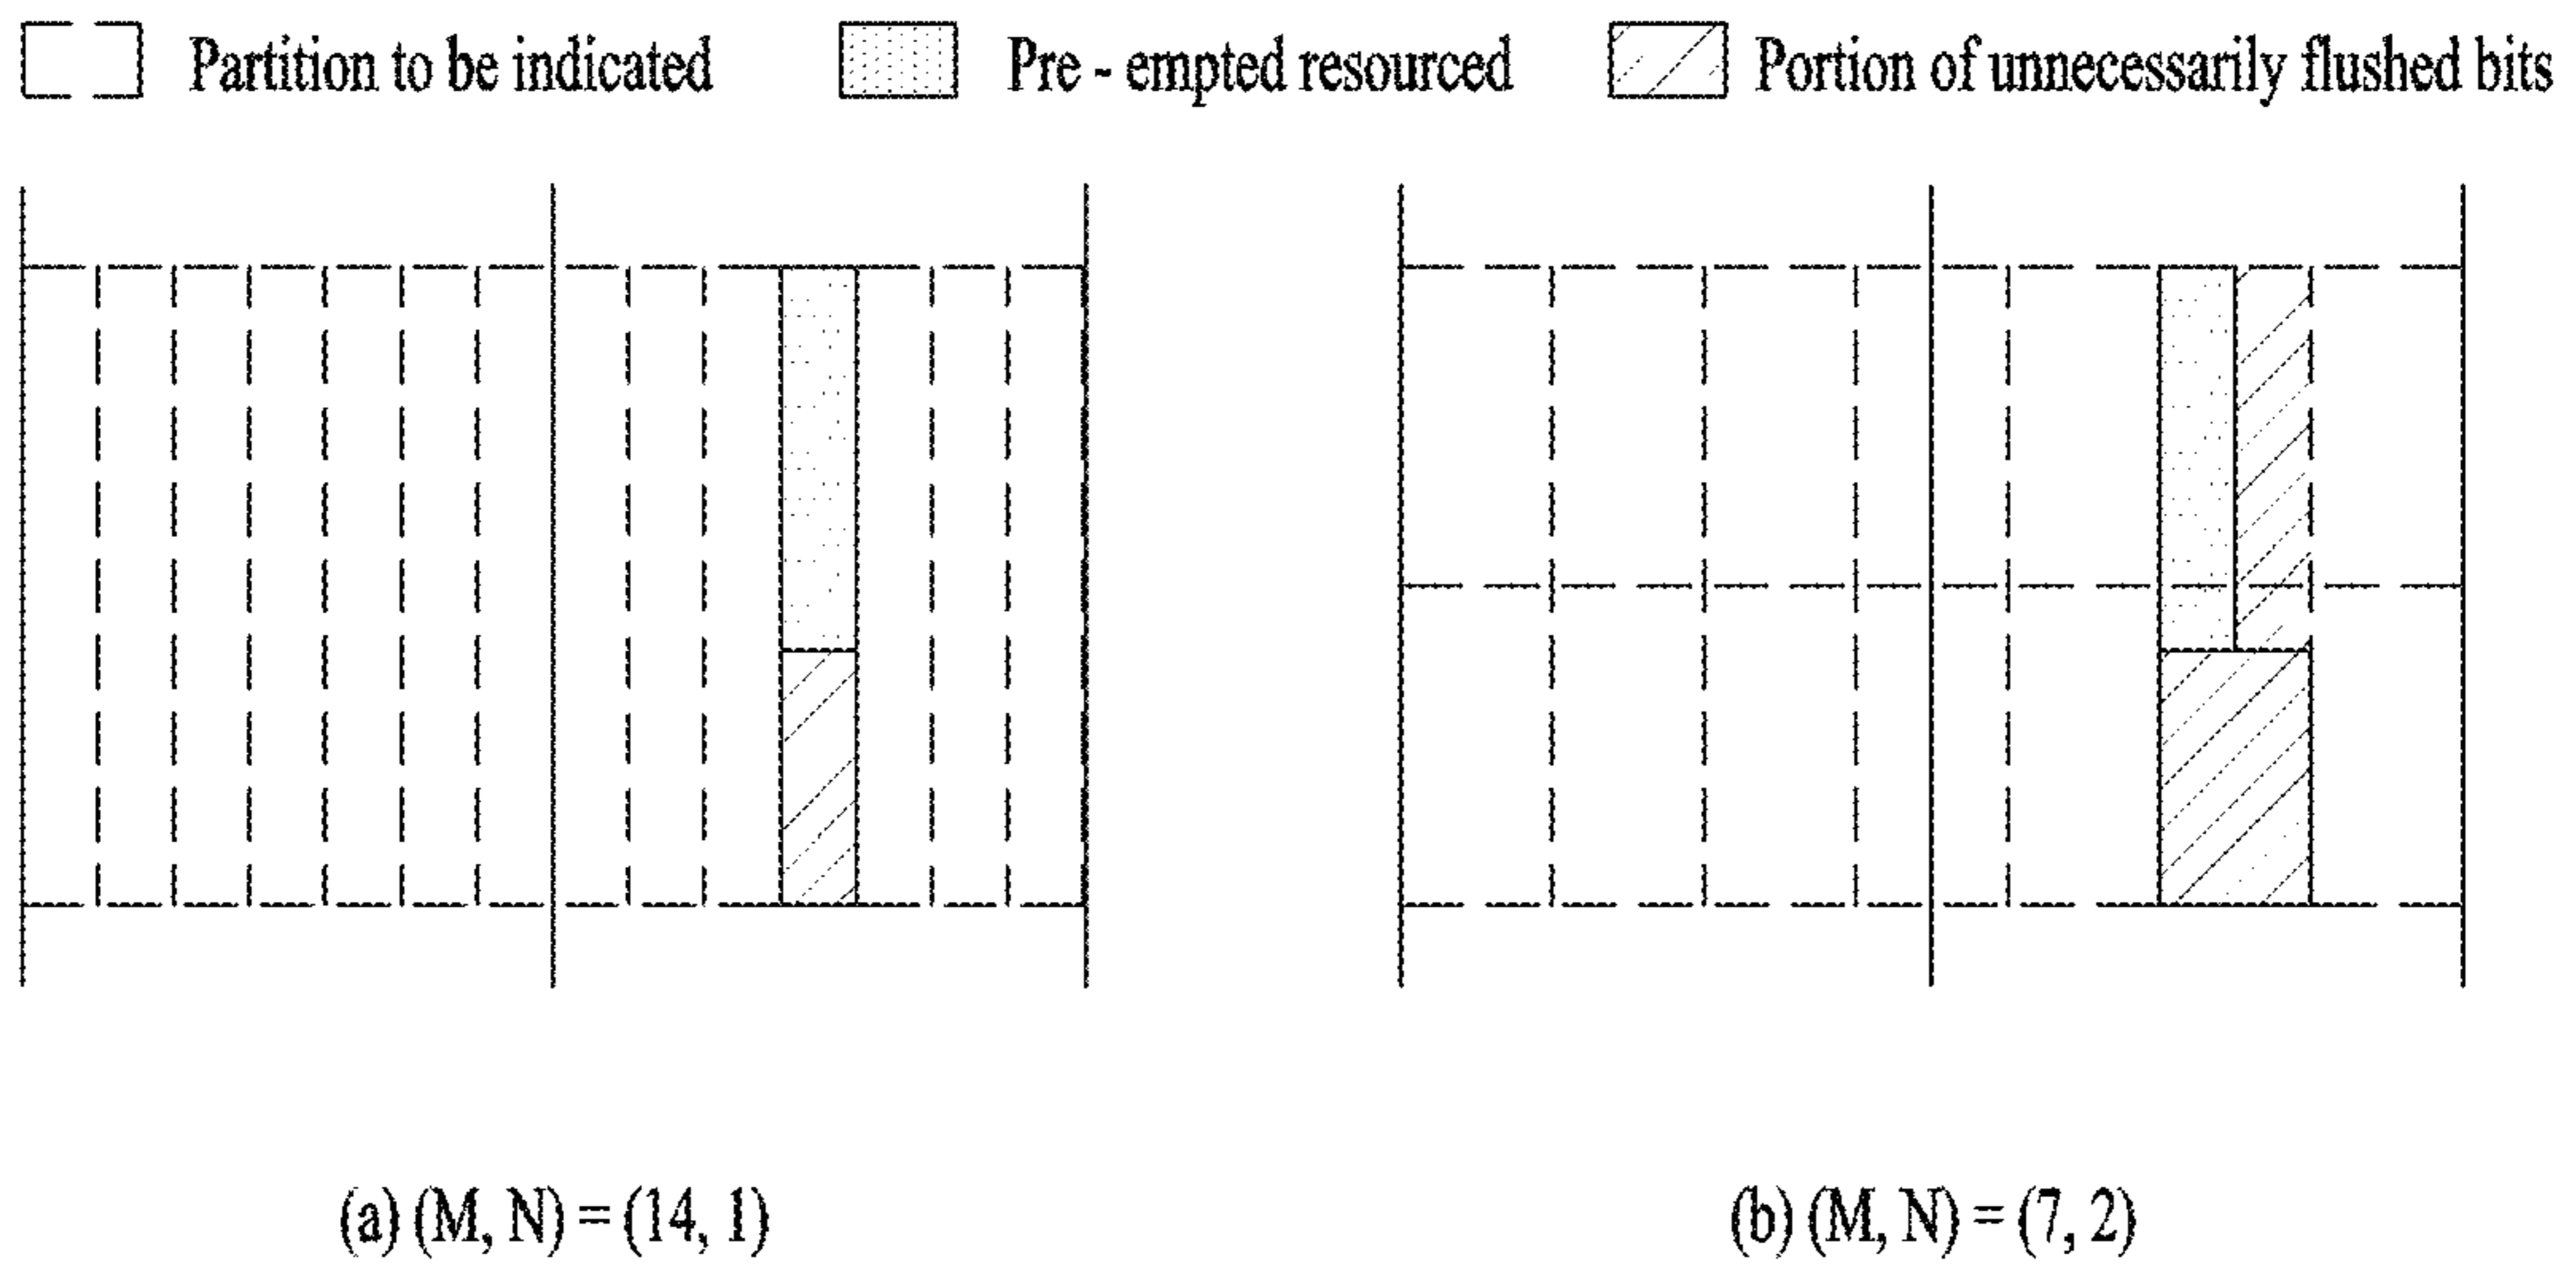 Partition to be indicated
Pre - empted resourced
Portion of unnecessarily flushed bits
(a) (M, N) = (14, 1)
(b) (M, N) = (7, 2)